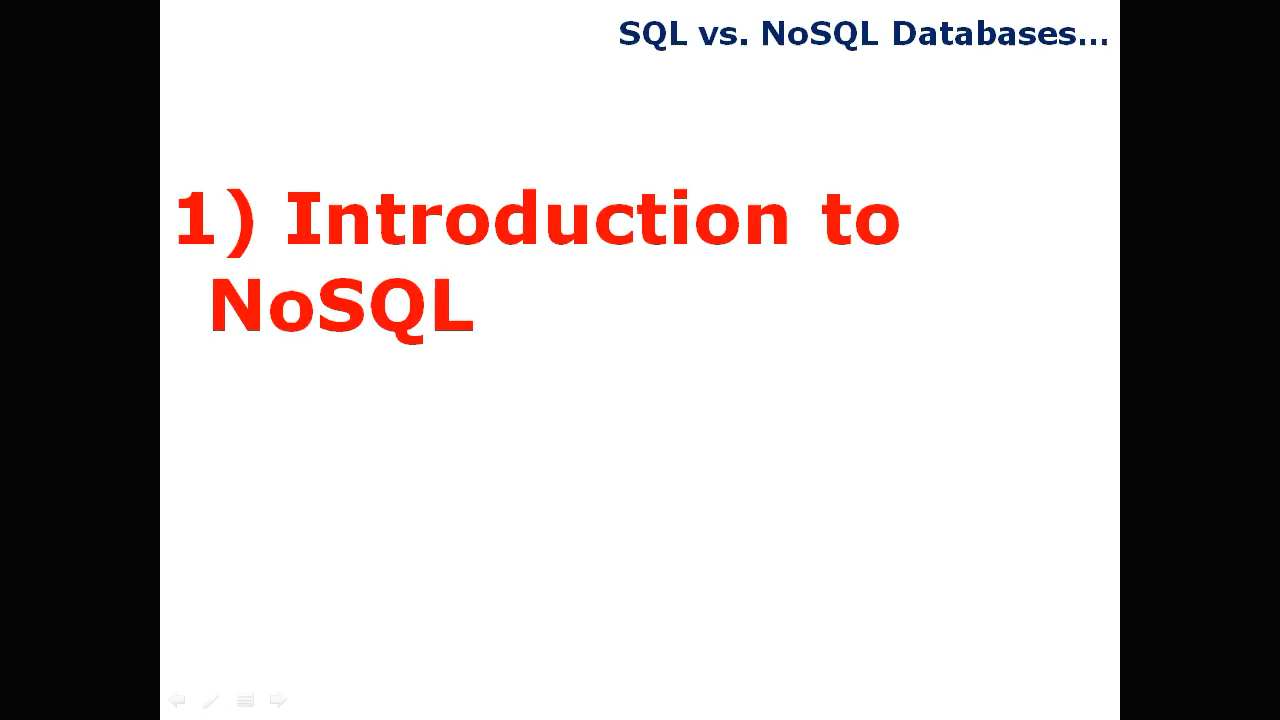 SQL vs. NoSQL Databases...
1) Introduction to
NoSQL